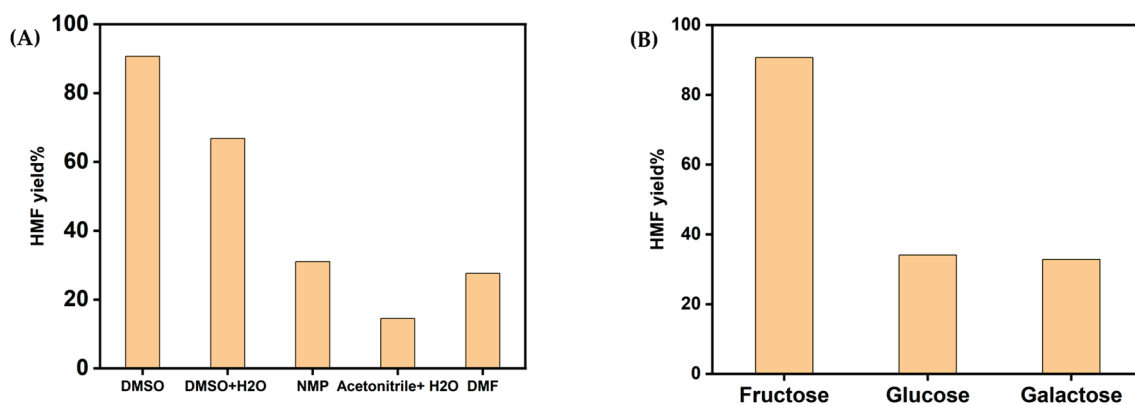 (A)
HMF yield%
100
80
60
40
20
0
DMSO DMSO+H2O NMP Acetonitrile+ H2O DMF
(B)
HMF yield%
100
80
60
40
20
0
Fructose Glucose Galactose